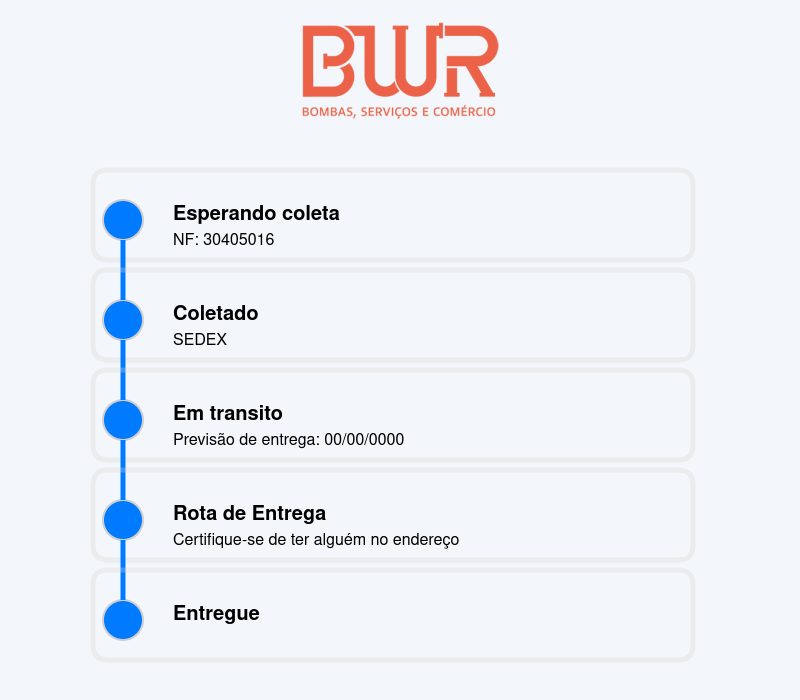 BWR
BOMBAS, SERVIÇOS E COMÉRCIO
Esperando coleta
NF: 30405016
Coletado
SEDEX
Em transito
Previsão de entrega: 00/00/0000
Rota de Entrega
Certifique-se de ter alguém no endereço
Entregue